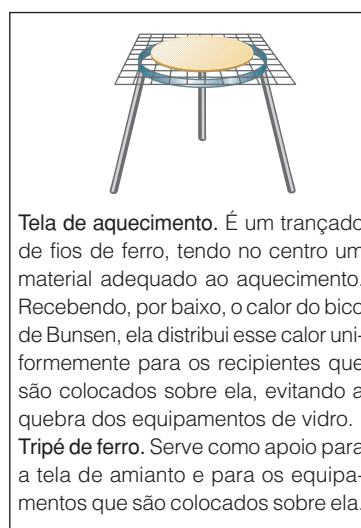 Tela de aquecimento. É um trançado
de fios de ferro, tendo no centro um
material adequado ao aquecimento.
Recebendo, por baixo, o calor do bico
de Bunsen, ela distribui esse calor uni-
formemente para os recipientes que
são colocados sobre ela, evitando a
quebra dos equipamentos de vidro.
Tripé de ferro. Serve como apoio para
a tela de amianto e para os equipa-
mentos que são colocados sobre ela.